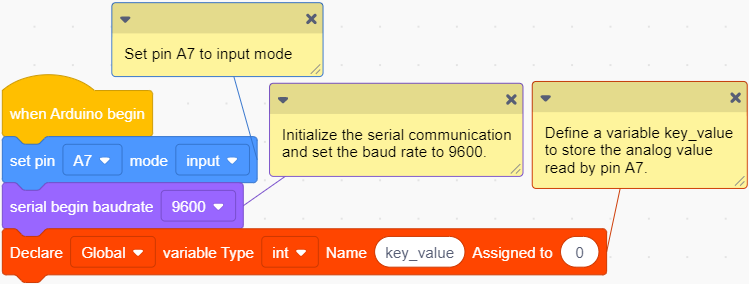 Set pin A7 to input mode
when Arduino begin
set pin A7 mode input
Initialize the serial communication
and set the baud rate to 9600.
serial begin baudrate 9600
Define a variable key_value
to store the analog value
read by pin A7.
Declare Global variable Type int Name key_value Assigned to 0